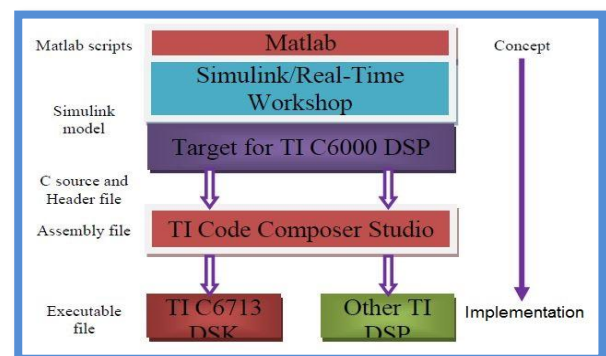 Matlab scripts
Matlab
Concept
Simulink/Real-Time
Workshop
Simulink
model
Target for TI C6000 DSP
C source and
Header file
Assembly file
TI Code Composer Studio
Executable
file
TI C6713
DSK
Other TI
DSP
Implementation